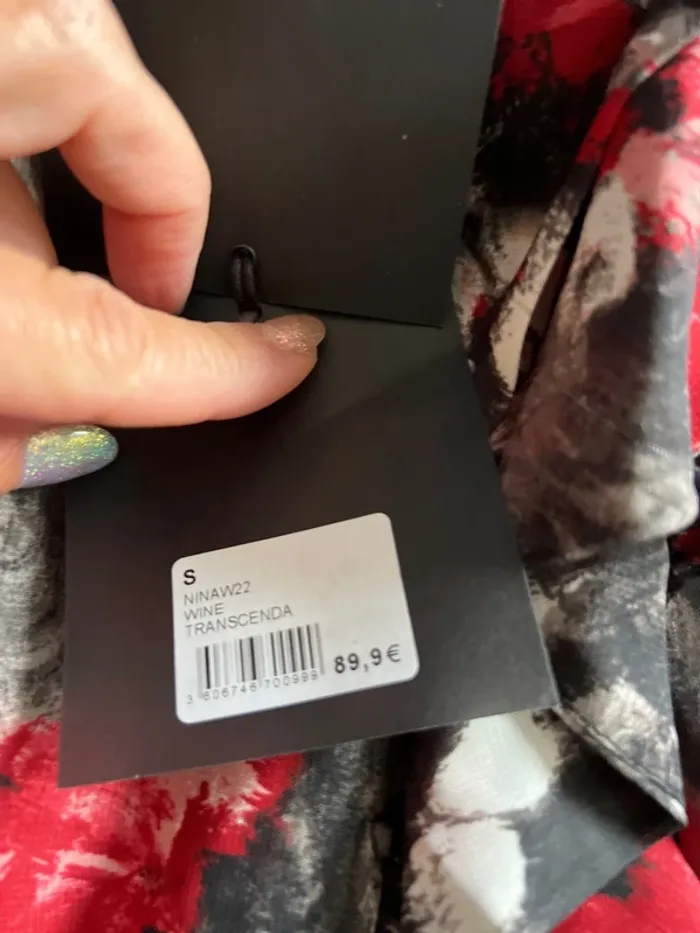 S
NINAW22
WINE
TRANSCENDA
89,9€
3 606746 700999